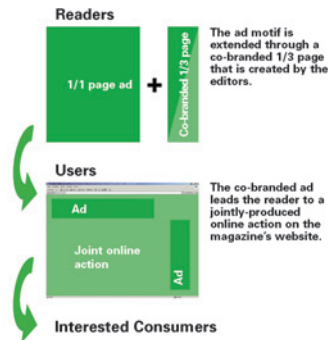 Readers
1/1 page ad
+
Co-branded 1/3 page
The ad motif is
extended through a
co-branded 1/3 page
that is created by the
editors.
Users
Ad
Joint online
action
Ad
The co-branded ad
leads the reader to a
jointly-produced
online action on the
magazine's website.
Interested Consumers